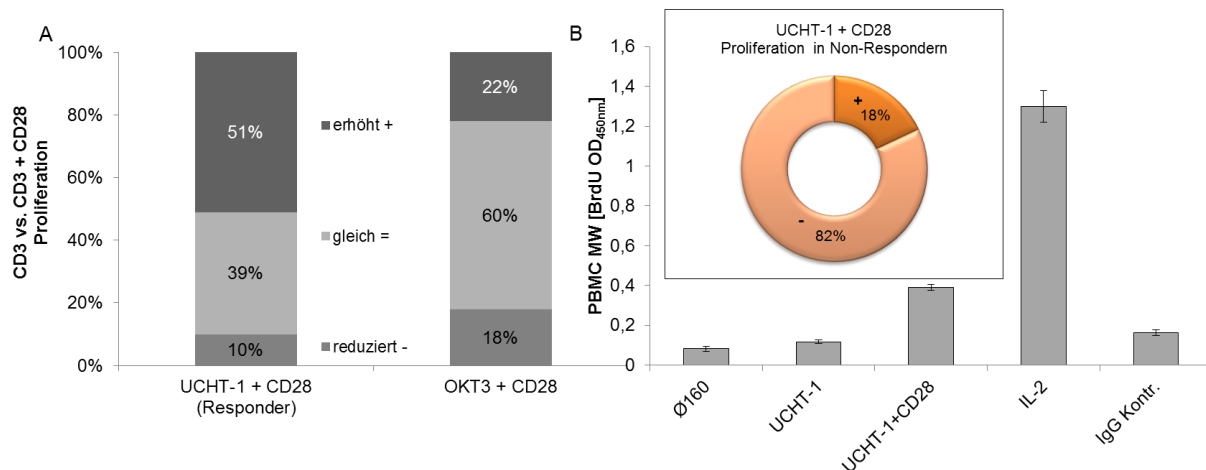 A
CD3 vs. CD3 + CD28
Proliferation
100%
80%
60%
40%
20%
0%
51%
39%
10%
22%
60%
18%
erhöht +
gleich =
reduziert -
UCHT-1 + CD28
(Responder)
OKT3 + CD28
B
PBMC MW [BrdU OD450nm]
1,6
1,4
1,2
1
0,8
0,6
0,4
0,2
0
UCHT-1 + CD28
Proliferation in Non-Respondern
+
18%
-
82%
Ø160
UCHT-1
UCHT-1+CD28
IL-2
IgG Kontr.